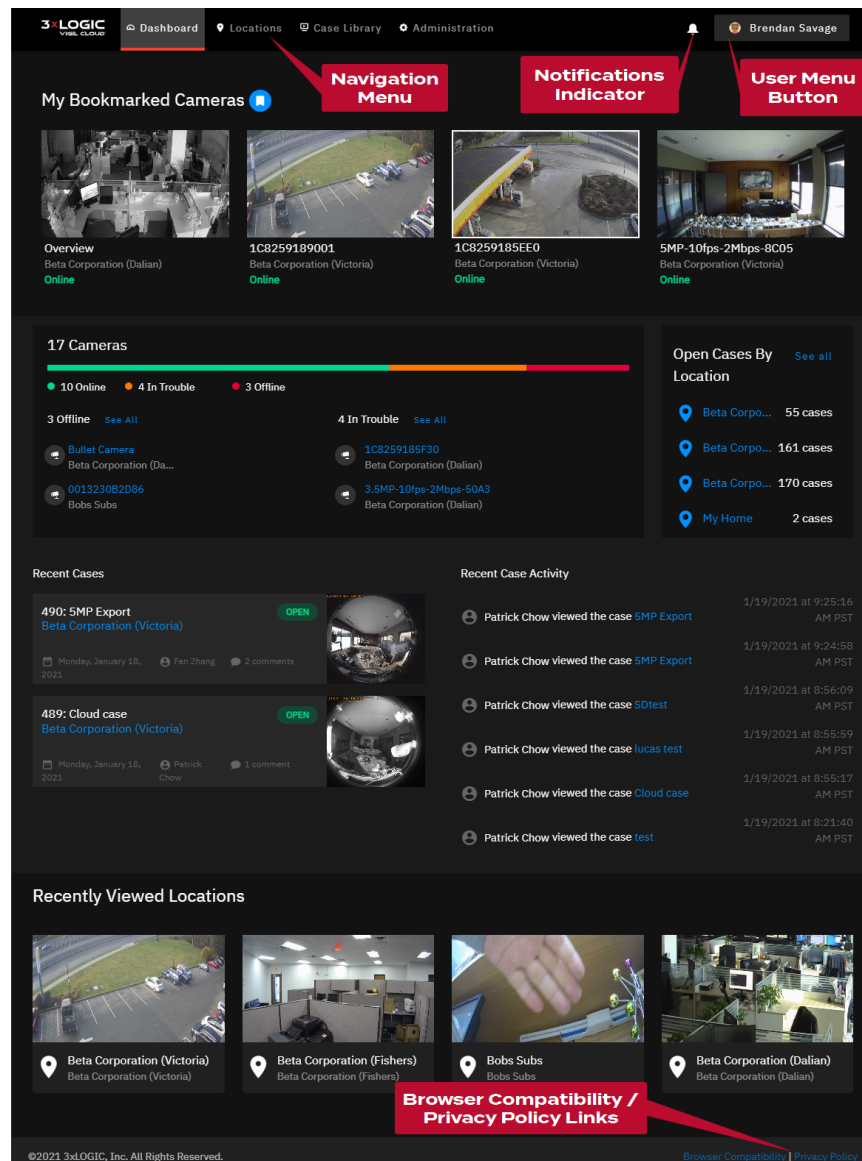 3xLOGIC
VIGIL CLOUD
Dashboard
Locations
Case Library
Administration
Brendan Savage
Navigation
Menu
Notifications
Indicator
User Menu
Button
My Bookmarked Cameras
Overview
Beta Corporation (Dalian)
Online
1C8259189001
Beta Corporation (Victoria)
Online
1C8259185EE0
Beta Corporation (Victoria)
Online
5MP-10fps-2Mbps-8C05
Beta Corporation (Victoria)
Online
17 Cameras
10 Online
4 In Trouble
3 Offline
3 Offline See All
Bullet Camera
Beta Corporation (Da...
0013230B2D86
Bobs Subs
4 In Trouble See All
1C8259185F30
Beta Corporation (Dalian)
3.5MP-10fps-2Mbps-50A3
Beta Corporation (Dalian)
Open Cases By
Location
See all
Beta Corpo... 55 cases
Beta Corpo... 161 cases
Beta Corpo... 170 cases
My Home 2 cases
Recent Cases
490: 5MP Export
OPEN
Beta Corporation (Victoria)
Monday, January 18,
2021
Fan Zhang
2 comments
489: Cloud case
OPEN
Beta Corporation (Victoria)
Monday, January 18,
2021
Patrick
Chow
1 comment
Recent Case Activity
Patrick Chow viewed the case 5MP Export
1/19/2021 at 9:25:16
AM PST
Patrick Chow viewed the case 5MP Export
1/19/2021 at 9:24:58
AM PST
Patrick Chow viewed the case SDtest
1/19/2021 at 8:56:09
AM PST
Patrick Chow viewed the case lucas test
1/19/2021 at 8:55:59
AM PST
Patrick Chow viewed the case Cloud case
1/19/2021 at 8:55:17
AM PST
Patrick Chow viewed the case test
1/19/2021 at 8:21:40
AM PST
Recently Viewed Locations
Beta Corporation (Victoria)
Beta Corporation (Victoria)
Beta Corporation (Fishers)
Beta Corporation (Fishers)
Bobs Subs
Bobs Subs
Beta Corporation (Dalian)
Beta Corporation (Dalian)
Browser Compatibility /
Privacy Policy Links
©2021 3xLOGIC, Inc. All Rights Reserved.
Browser Compatibility | Privacy Policy